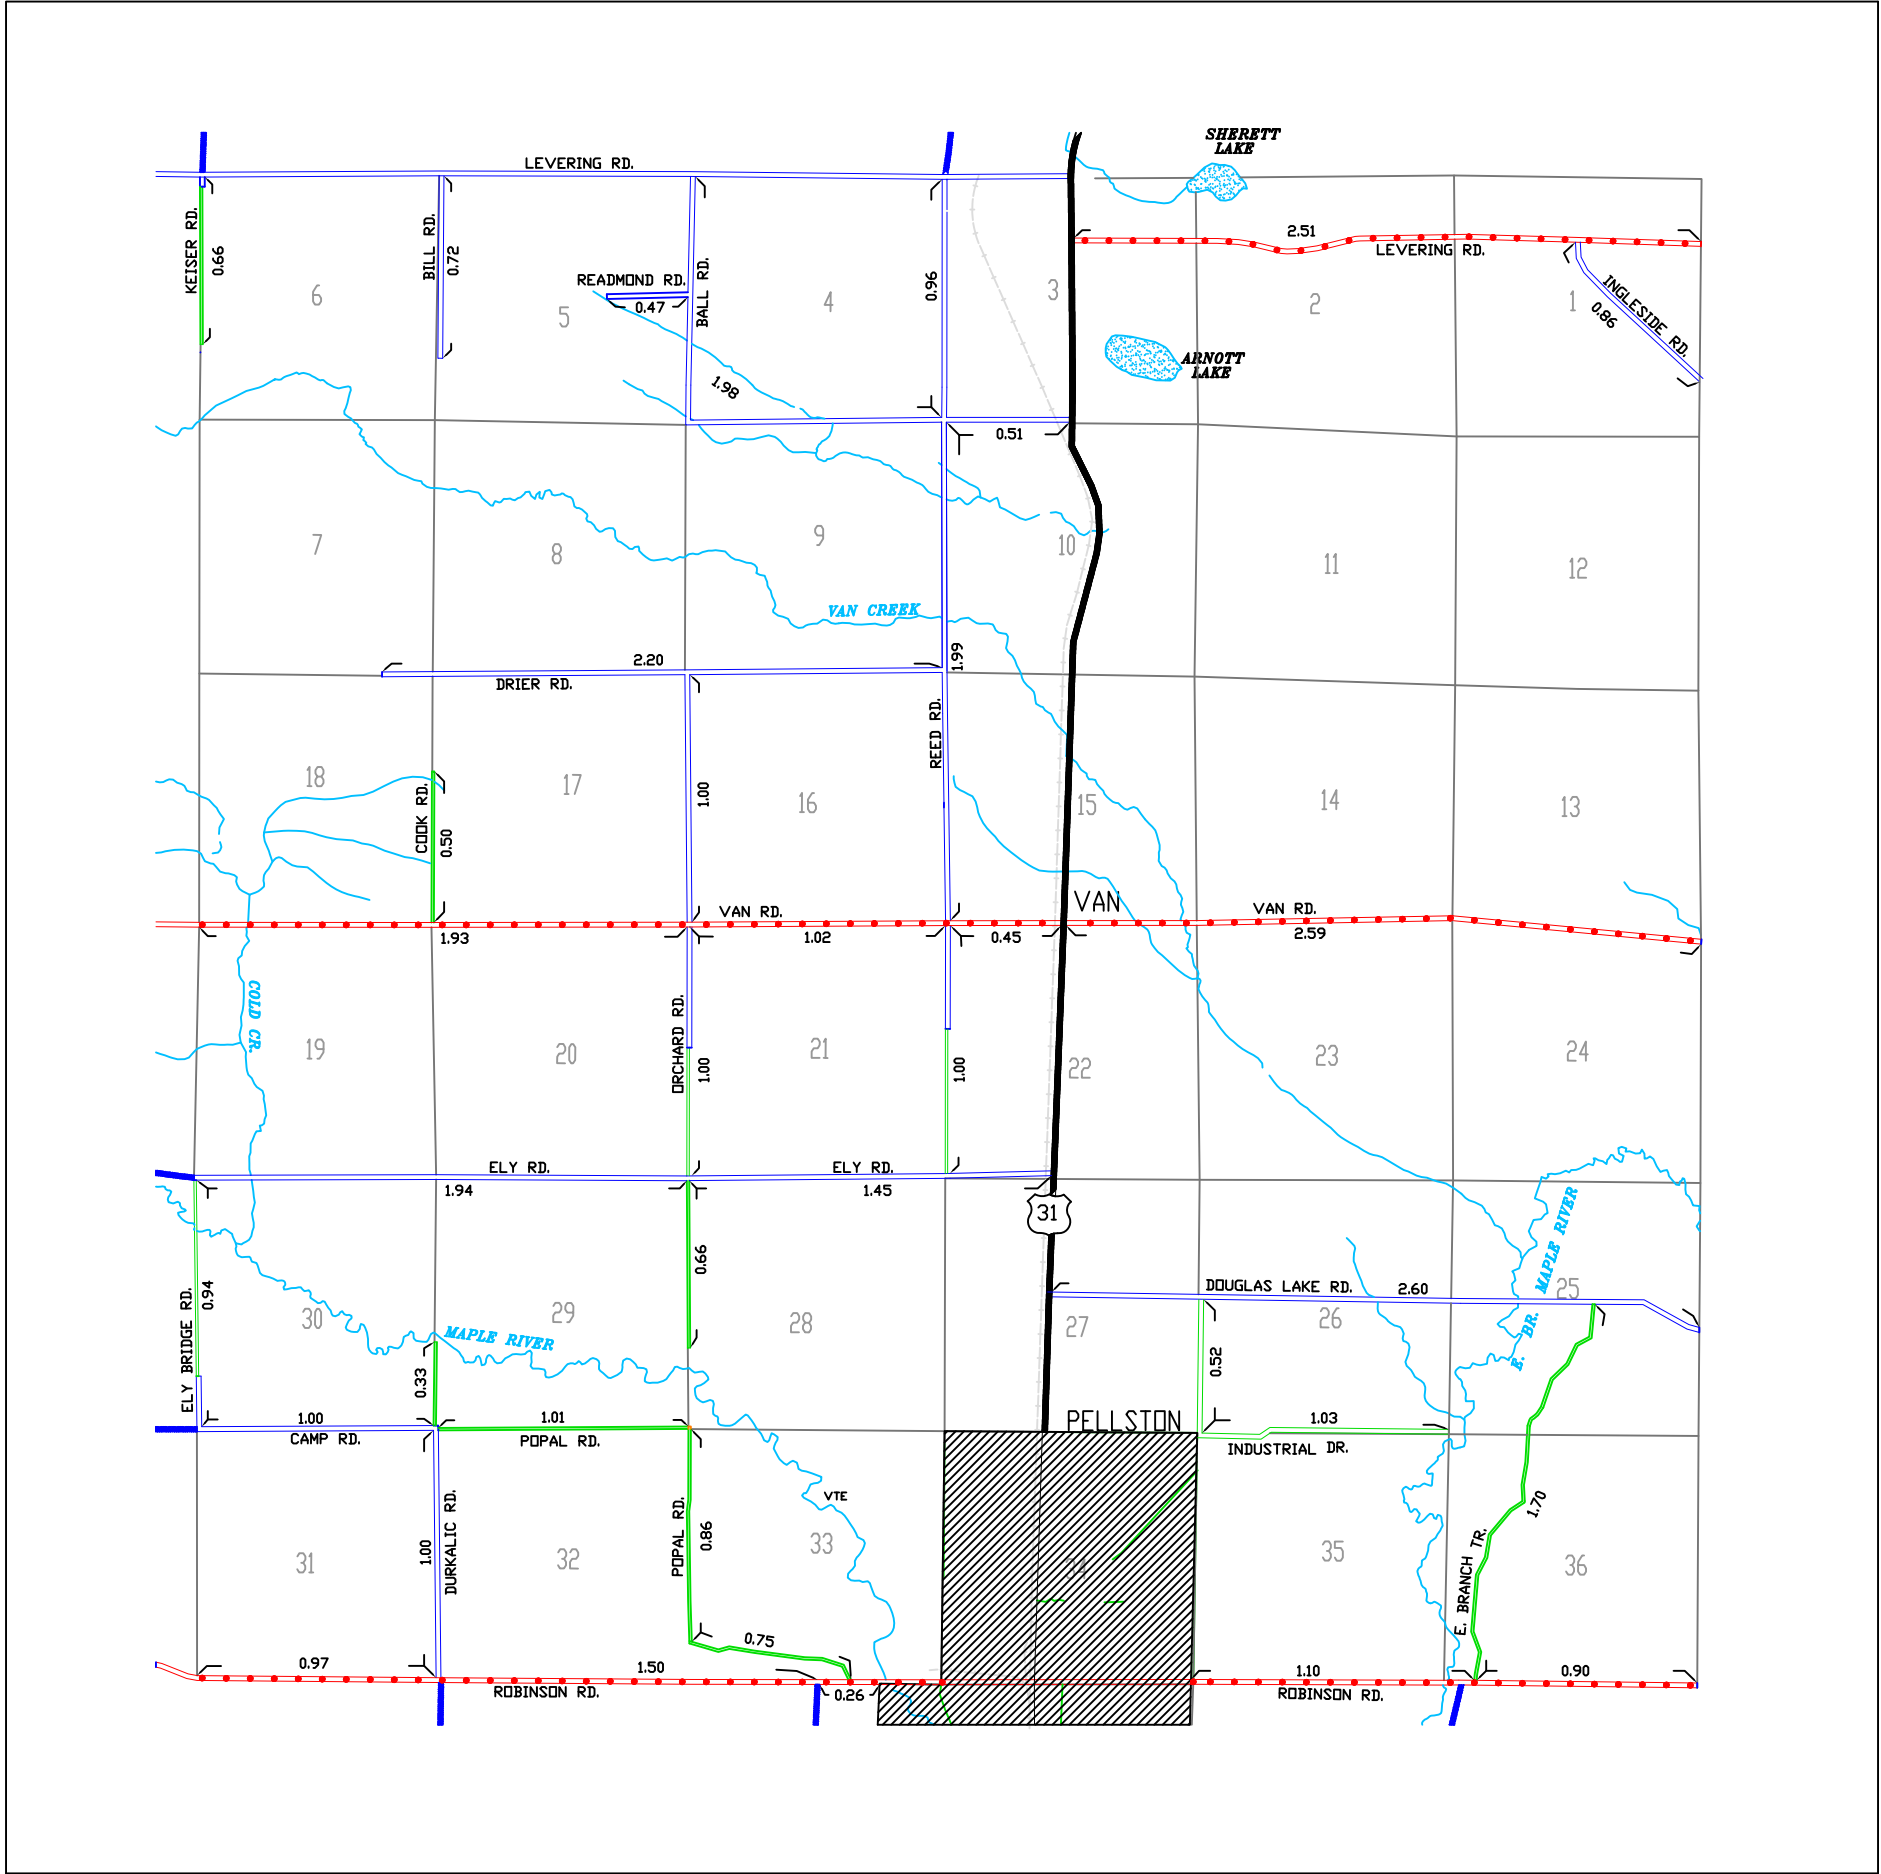 SHERETT
LAKE
LEVERING RD.
KEISER RD.
0.66
BILL RD.
0.72
READMOND RD.
0.47
BALL RD.
0.96
2.51
LEVERING RD.
INGLESIDE RD.
0.86
6
5
4
3
2
1
ARNOTT
LAKE
1.98
0.51
7
8
9
10
11
12
VAN CREEK
1.99
2.20
DRIER RD.
REED RD.
18
17
16
15
14
13
COOK RD.
0.50
1.00
VAN
VAN RD.
VAN RD.
1.93
1.02
0.45
2.59
COLD CR.
19
20
21
22
23
24
ORCHARD RD.
1.00
1.00
ELY RD.
ELY RD.
1.94
1.45
31
0.66
ELY BRIDGE RD.
0.94
30
29
28
27
26
25
DOUGLAS LAKE RD.
2.60
E. BR. MAPLE RIVER
MAPLE RIVER
0.33
0.52
1.00
CAMP RD.
1.01
POPAL RD.
PELLSTON
1.03
INDUSTRIAL DR.
VTE
1.00
DURKALIC RD.
POPAL RD.
0.86
1.70
E. BRANCH TR.
31
32
33
34
35
36
0.75
0.97
1.50
0.26
1.10
0.90
ROBINSON RD.
ROBINSON RD.